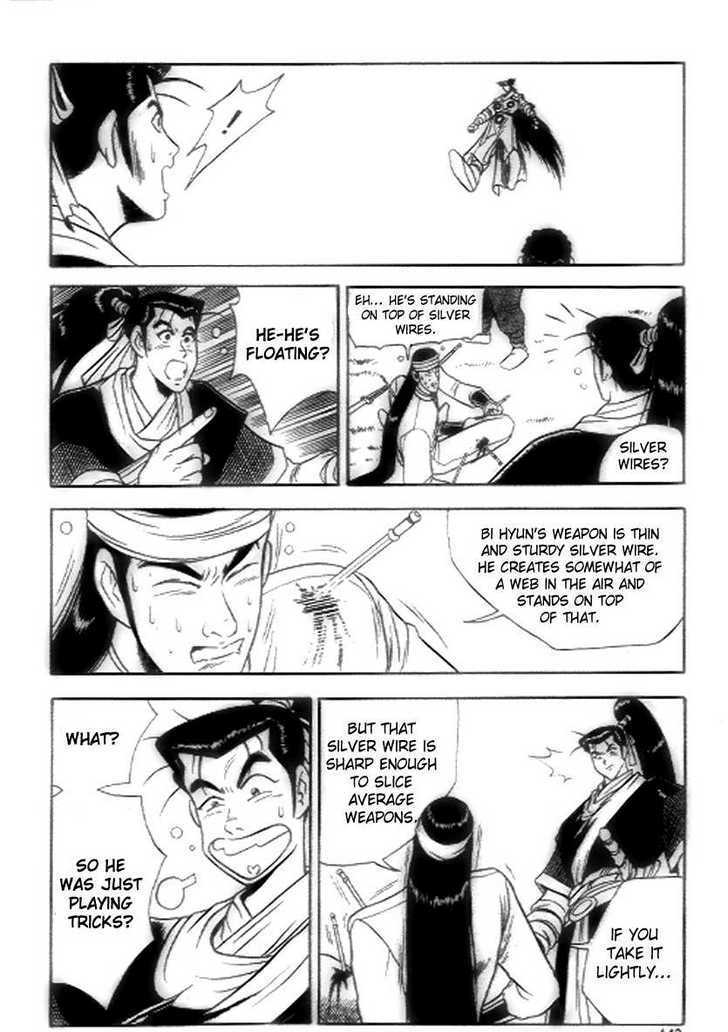 !
HE-HE'S
FLOATING?
EH... HE'S STANDING
ON TOP OF SILVER
WIRES.
SILVER
WIRES?
BI HYUN'S WEAPON IS THIN
AND STURDY SILVER WIRE.
HE CREATES SOMEWHAT OF
A WEB IN THE AIR AND
STANDS ON TOP
OF THAT.
WHAT?
SO HE
WAS JUST
PLAYING
TRICKS?
BUT THAT
SILVER WIRE IS
SHARP ENOUGH
TO SLICE
AVERAGE
WEAPONS.
IF YOU
TAKE IT
LIGHTLY...